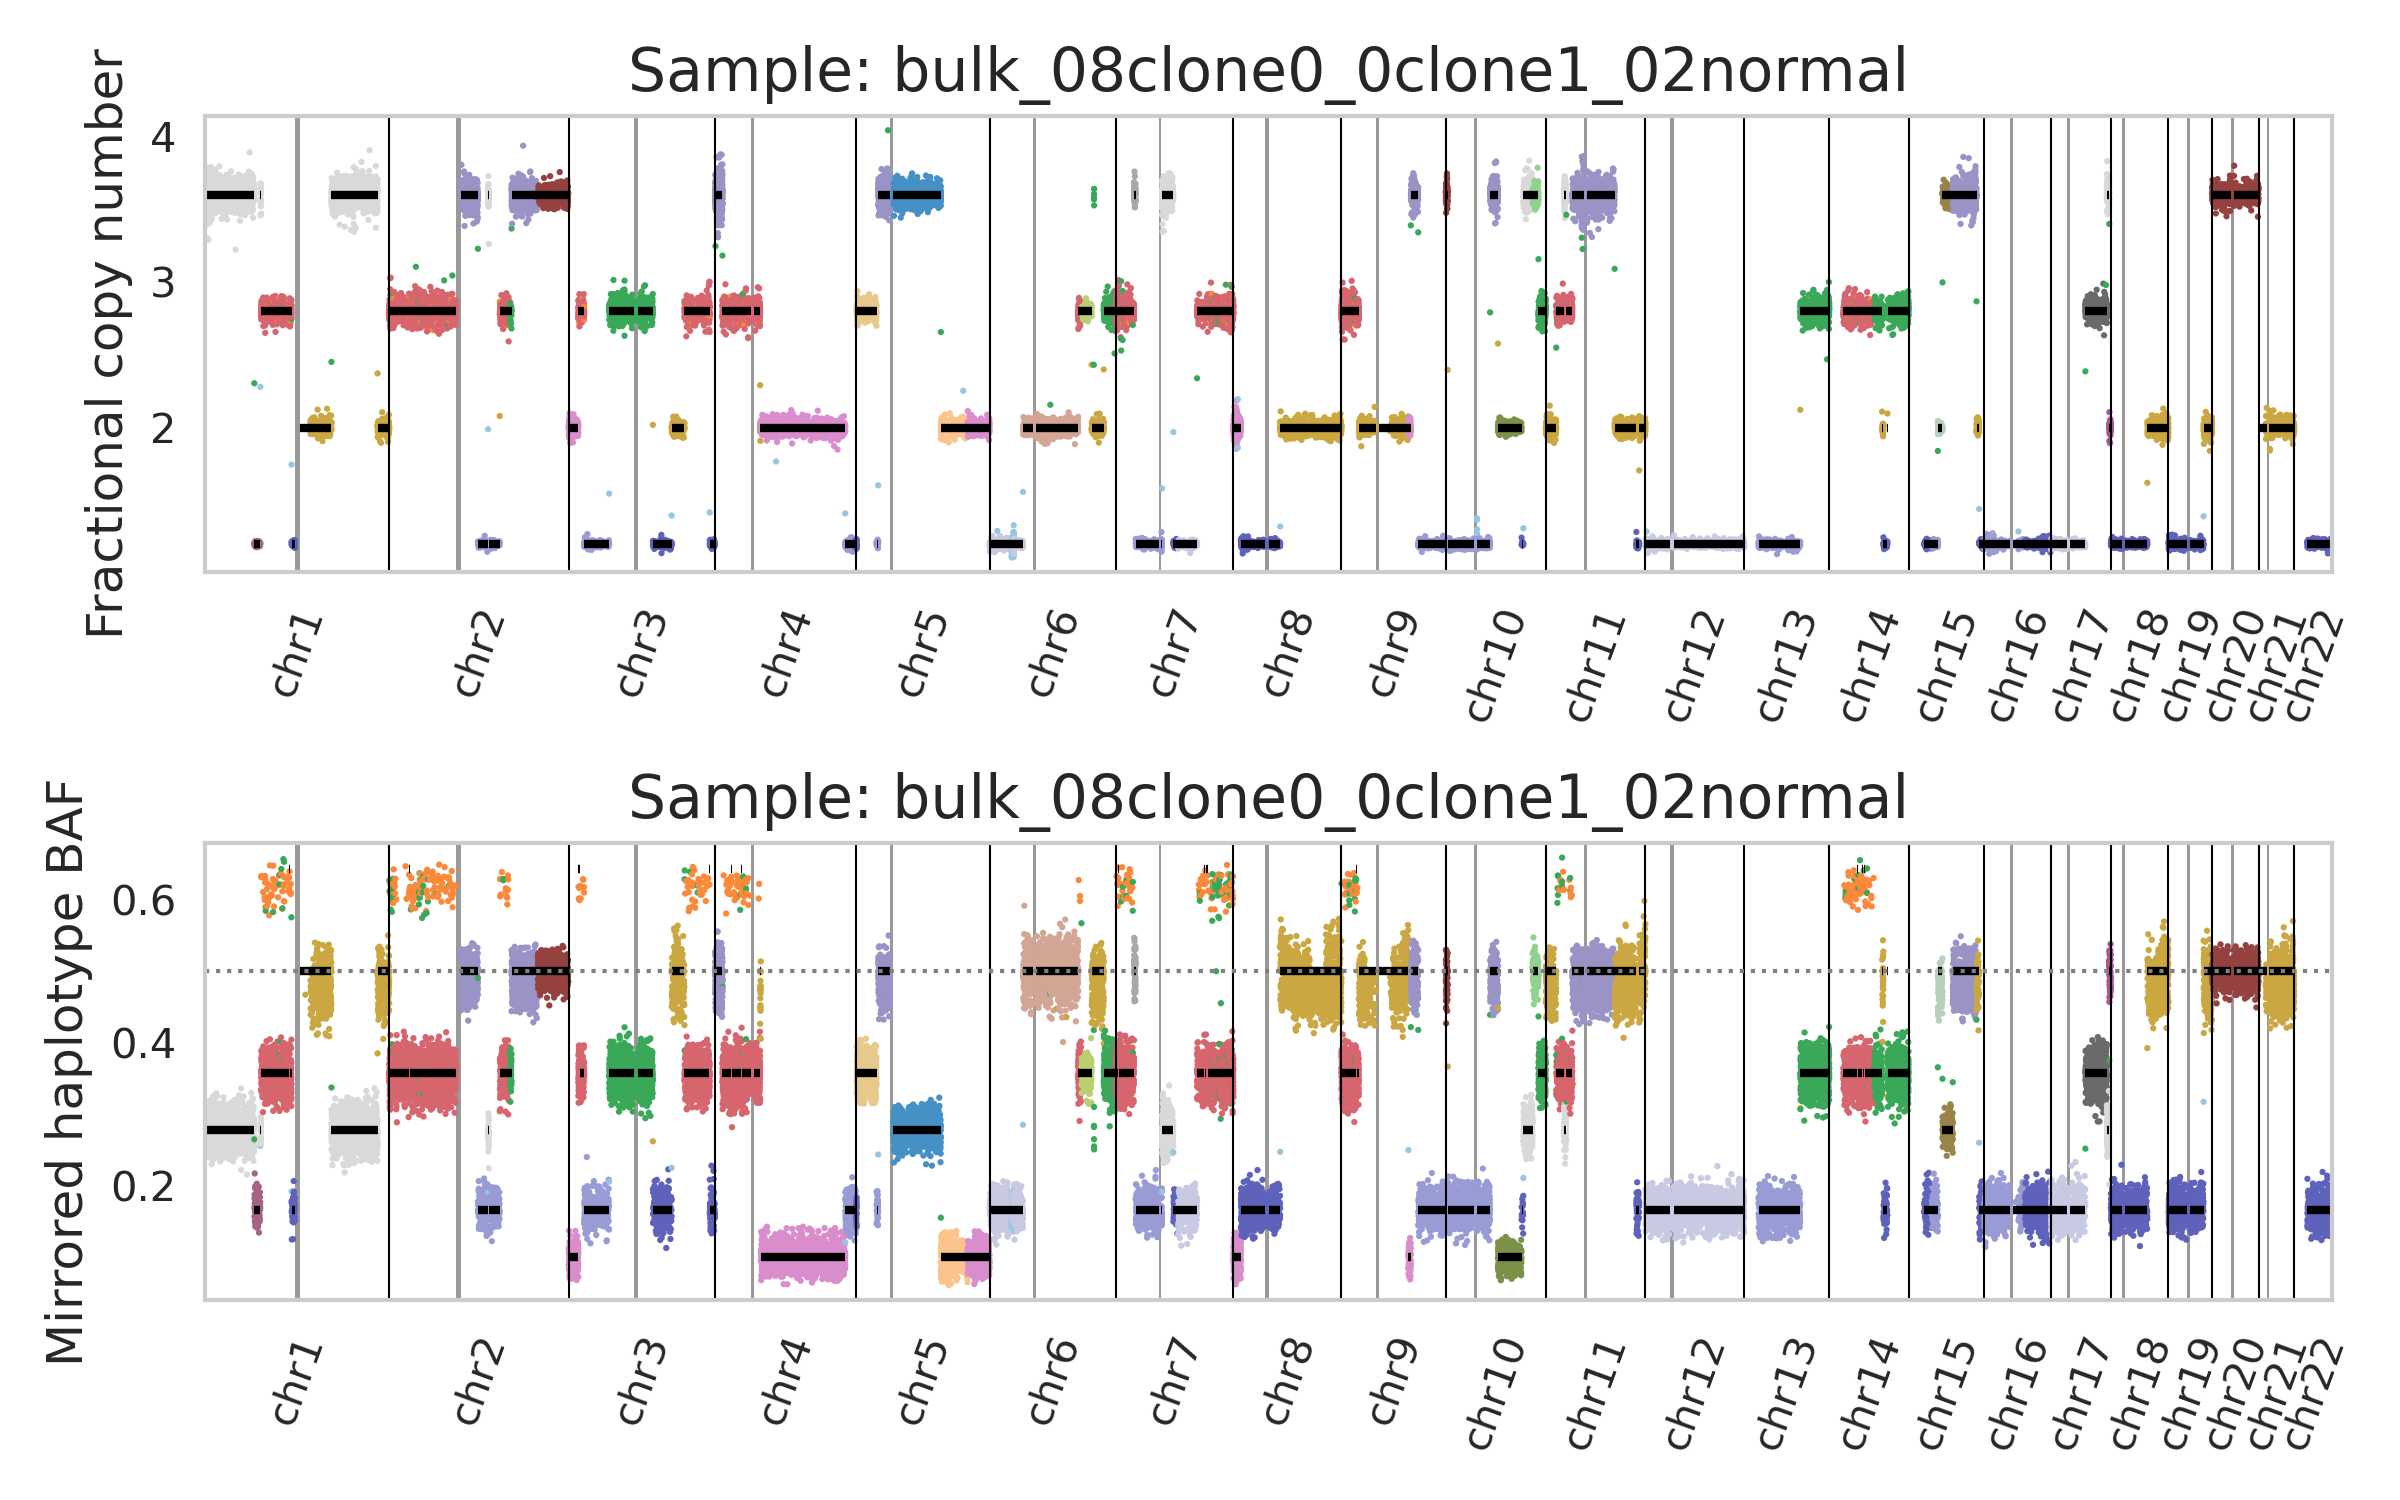 Sample: bulk_08clone0_0clone1_02normal
Fractional copy number
4
3
2
chr1
chr2
chr3
chr4
chr5
chr6
chr7
chr8
chr9
chr10
chr11
chr12
chr13
chr14
chr15
chr16
chr17
chr18
chr19
chr20
chr21
chr22
Sample: bulk_08clone0_0clone1_02normal
Mirrored haplotype BAF
0.6
0.4
0.2
chr1
chr2
chr3
chr4
chr5
chr6
chr7
chr8
chr9
chr10
chr11
chr12
chr13
chr14
chr15
chr16
chr17
chr18
chr19
chr20
chr21
chr22